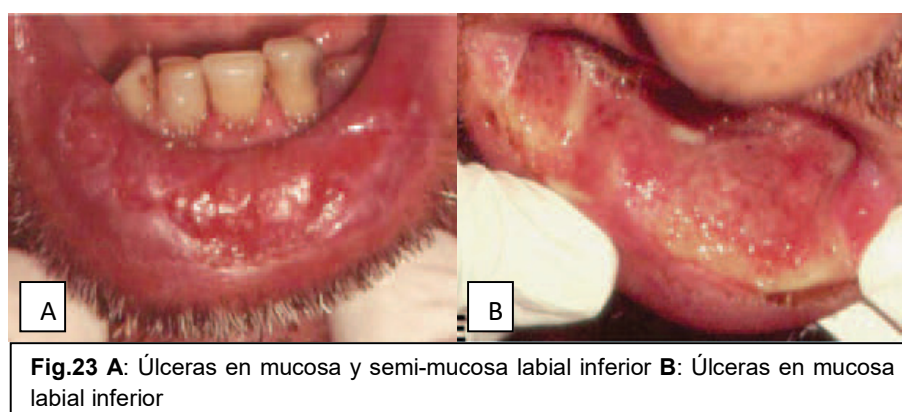 A
B
Fig.23 A: Úlceras en mucosa y semi-mucosa labial inferior B: Úlceras en mucosa
labial inferior